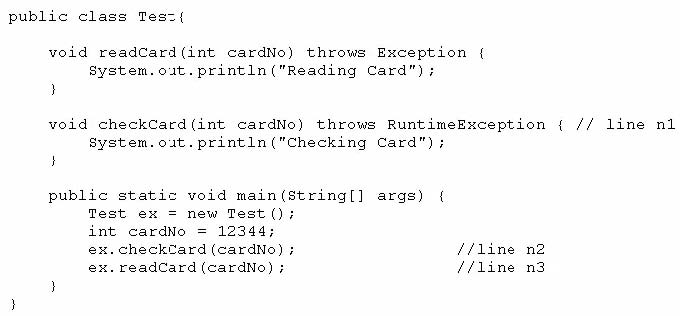 public class Test{
void readCard(int cardNo) throws Exception {
System.out.println("Reading Card");
}
void checkCard(int cardNo) throws RuntimeException { // line n1
System.out.println("Checking Card");
}
public static void main(String[] args) {
Test ex = new Test();
int cardNo = 12344;
ex.checkCard(cardNo); //line n2
ex.readCard(cardNo); //line n3
}
}